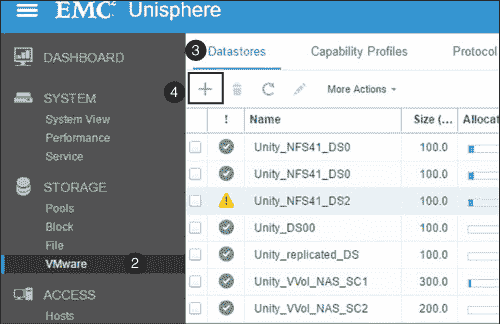 EMC² Unisphere
DASHBOARD
SYSTEM
System View
Performance
Service
STORAGE
Pools
Block
File
VMware 2
ACCESS
Hosts
3 Datastores Capability Profiles Protocol
4 More Actions
! Name Size (... Allocat
Unity_NFS41_DS0 100.0
Unity_NFS41_DS0 100.0
Unity_NFS41_DS2 100.0
Unity_DS00 100.0
Unity_replicated_DS 100.0
Unity_VVol_NAS_SC1 300.0
Unity_VVol_NAS_SC2 200.0